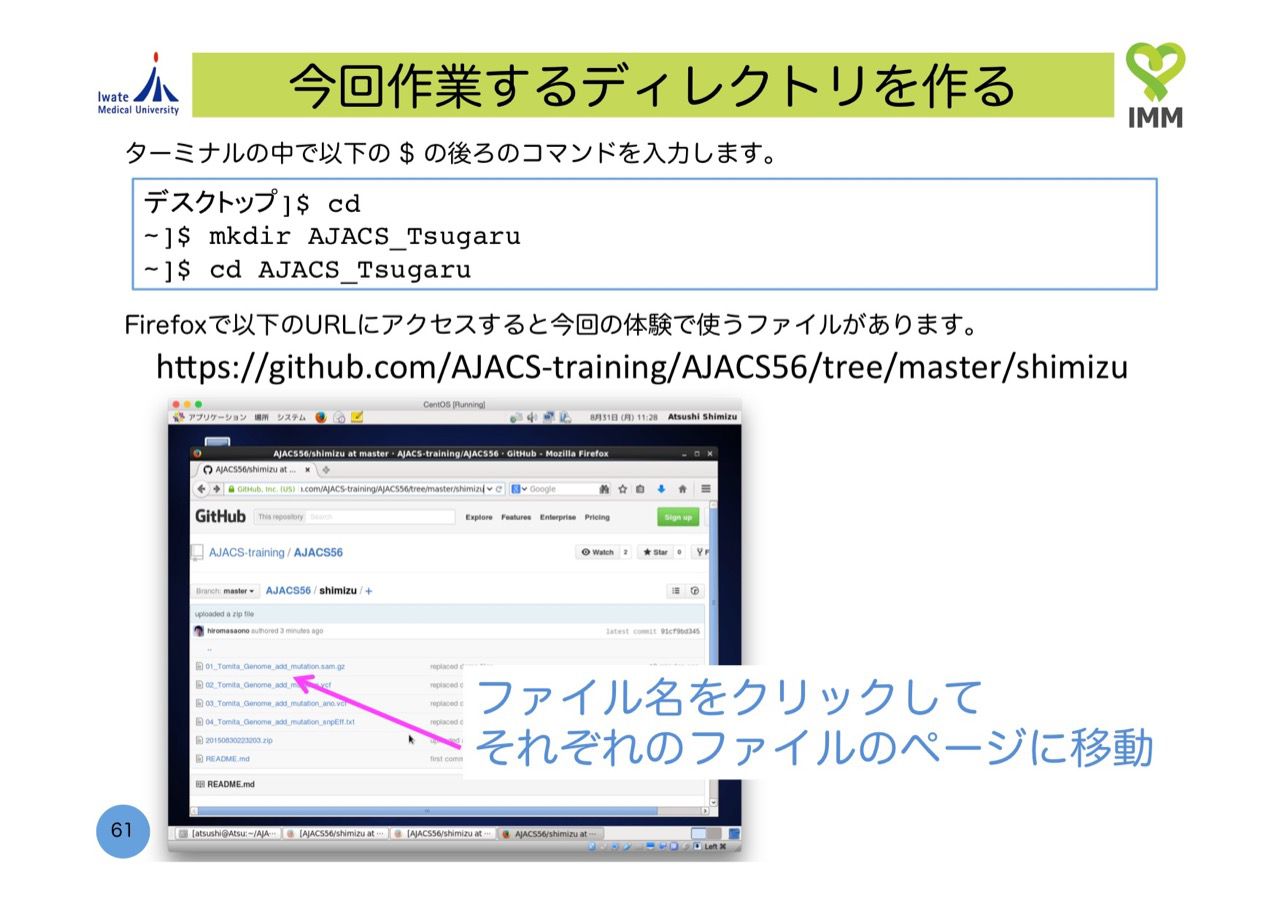 Iwate
Medical University
今回作業するディレクトリを作る
IMM
ターミナルの中で以下の $ の後ろのコマンドを入力します。
デスクトップ]$ cd
~]$ mkdir AJACS_Tsugaru
~]$ cd AJACS_Tsugaru
Firefoxで以下のURLにアクセスすると今回の体験で使うファイルがあります。
https://github.com/AJACS-training/AJACS56/tree/master/shimizu
CentOS [Running]
アプリケーション 場所 システム 8月31日 (月) 11:28 Atsushi Shimizu
AJACS56/shimizu at master · AJACS-training/AJACS56 · GitHub - Mozilla Firefox
AJACS56/shimizu at ...
GitHub, Inc. (US) .com/AJACS-training/AJACS56/tree/master/shimizu Google
GitHub This repository Search Explore Features Enterprise Pricing Sign up
AJACS-training / AJACS56 Watch 2 Star 0 F
Branch: master AJACS56 / shimizu / +
uploaded a zip file
hiromasaono authored 3 minutes ago latest commit 91cf9bd345
..
01_Tomita_Genome_add_mutation.sam.gz replaced
02_Tomita_Genome_add_ .vcf replaced
03_Tomita_Genome_add_mutation_ano.vcf replaced
04_Tomita_Genome_add_mutation_snpEff.txt replaced
20150830223203.zip
README.md first comm
README.md
ファイル名をクリックして
それぞれのファイルのページに移動
61
[atsushi@Atsu:~/AJA… [AJACS56/shimizu at … [AJACS56/shimizu at … AJACS56/shimizu at …
Left ⌘